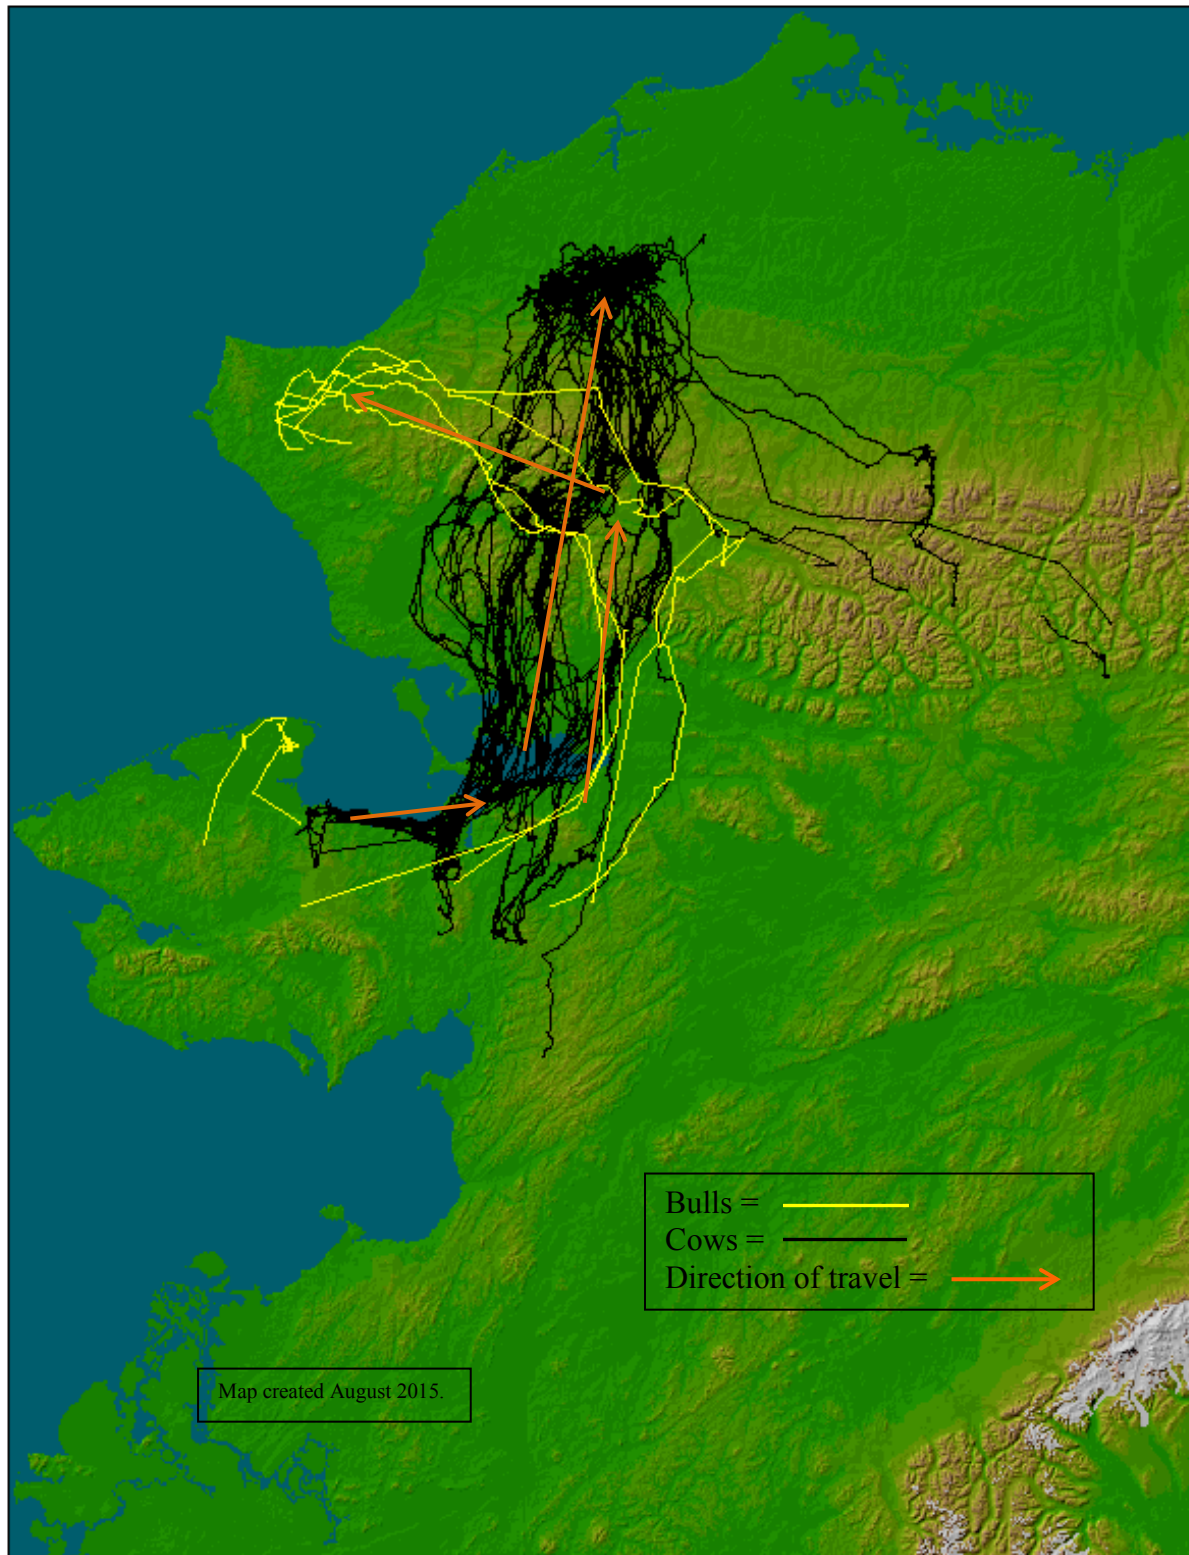 Bulls =
Cows =
Direction of travel =
Map created August 2015.